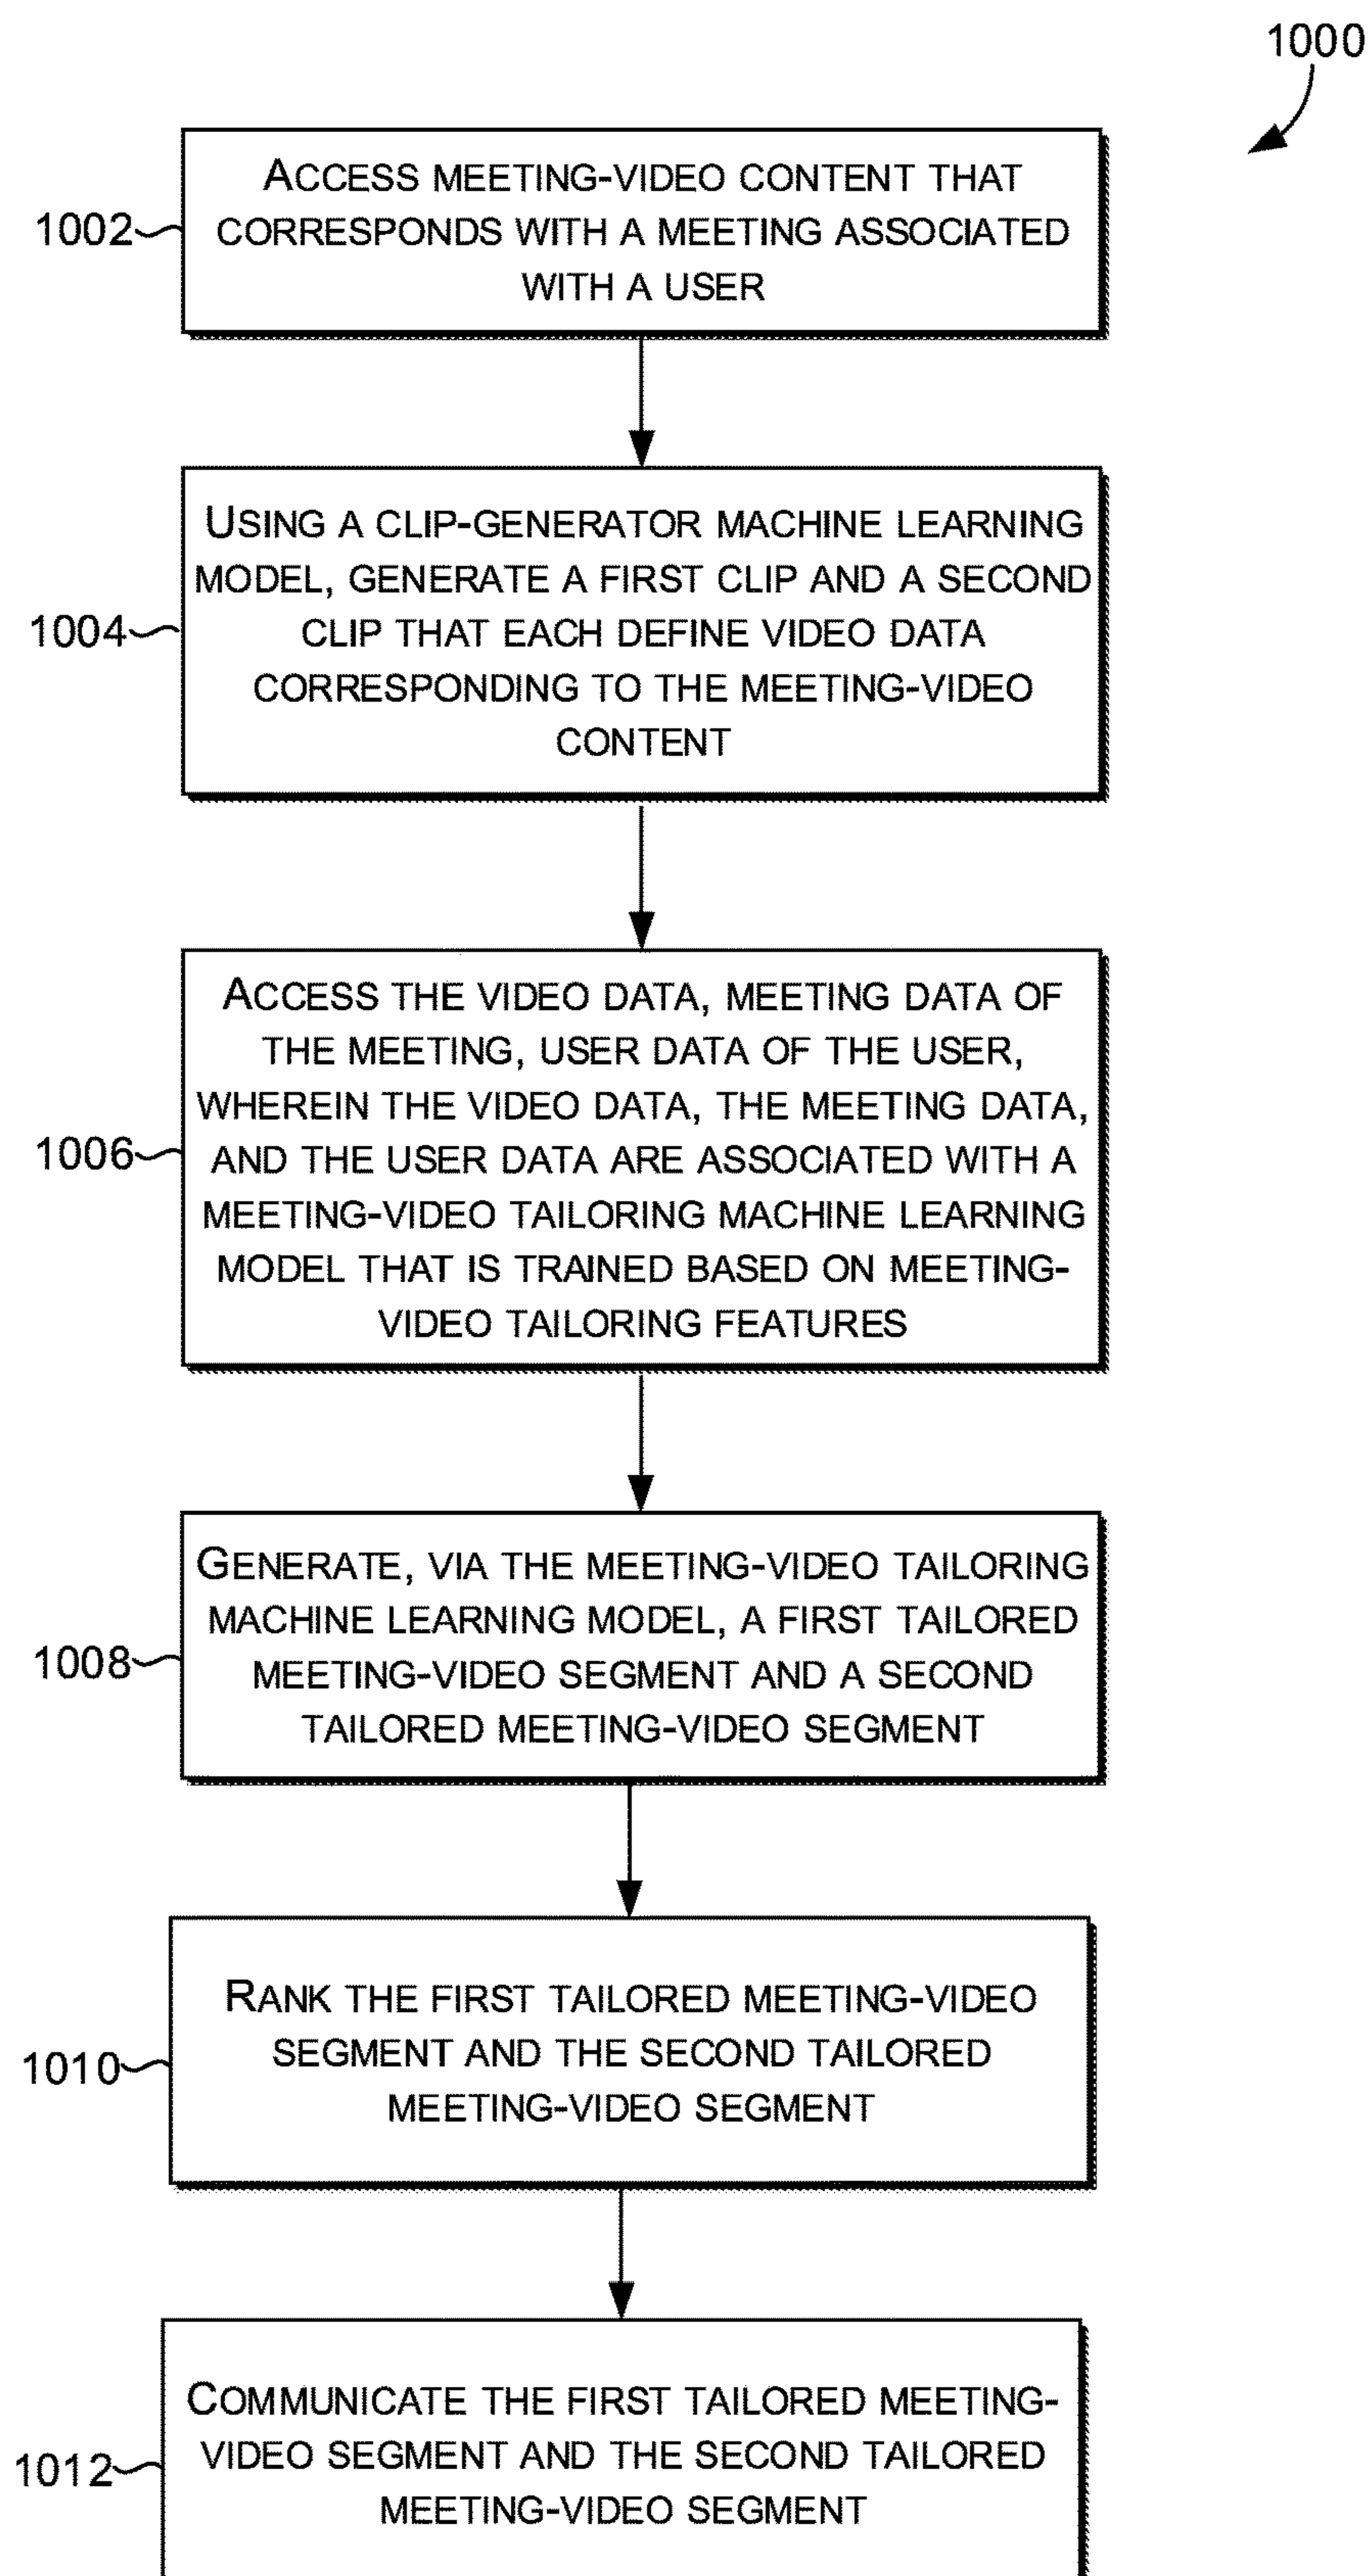 1000
ACCESS MEETING-VIDEO CONTENT THAT
CORRESPONDS WITH A MEETING ASSOCIATED
WITH A USER
1002
USING A CLIP-GENERATOR MACHINE LEARNING
MODEL, GENERATE A FIRST CLIP AND A SECOND
CLIP THAT EACH DEFINE VIDEO DATA
CORRESPONDING TO THE MEETING-VIDEO
CONTENT
1004
ACCESS THE VIDEO DATA, MEETING DATA OF
THE MEETING, USER DATA OF THE USER,
WHEREIN THE VIDEO DATA, THE MEETING DATA,
AND THE USER DATA ARE ASSOCIATED WITH A
MEETING-VIDEO TAILORING MACHINE LEARNING
MODEL THAT IS TRAINED BASED ON MEETING-
VIDEO TAILORING FEATURES
1006
GENERATE, VIA THE MEETING-VIDEO TAILORING
MACHINE LEARNING MODEL, A FIRST TAILORED
MEETING-VIDEO SEGMENT AND A SECOND
TAILORED MEETING-VIDEO SEGMENT
1008
RANK THE FIRST TAILORED MEETING-VIDEO
SEGMENT AND THE SECOND TAILORED
MEETING-VIDEO SEGMENT
1010
COMMUNICATE THE FIRST TAILORED MEETING-
VIDEO SEGMENT AND THE SECOND TAILORED
MEETING-VIDEO SEGMENT
1012